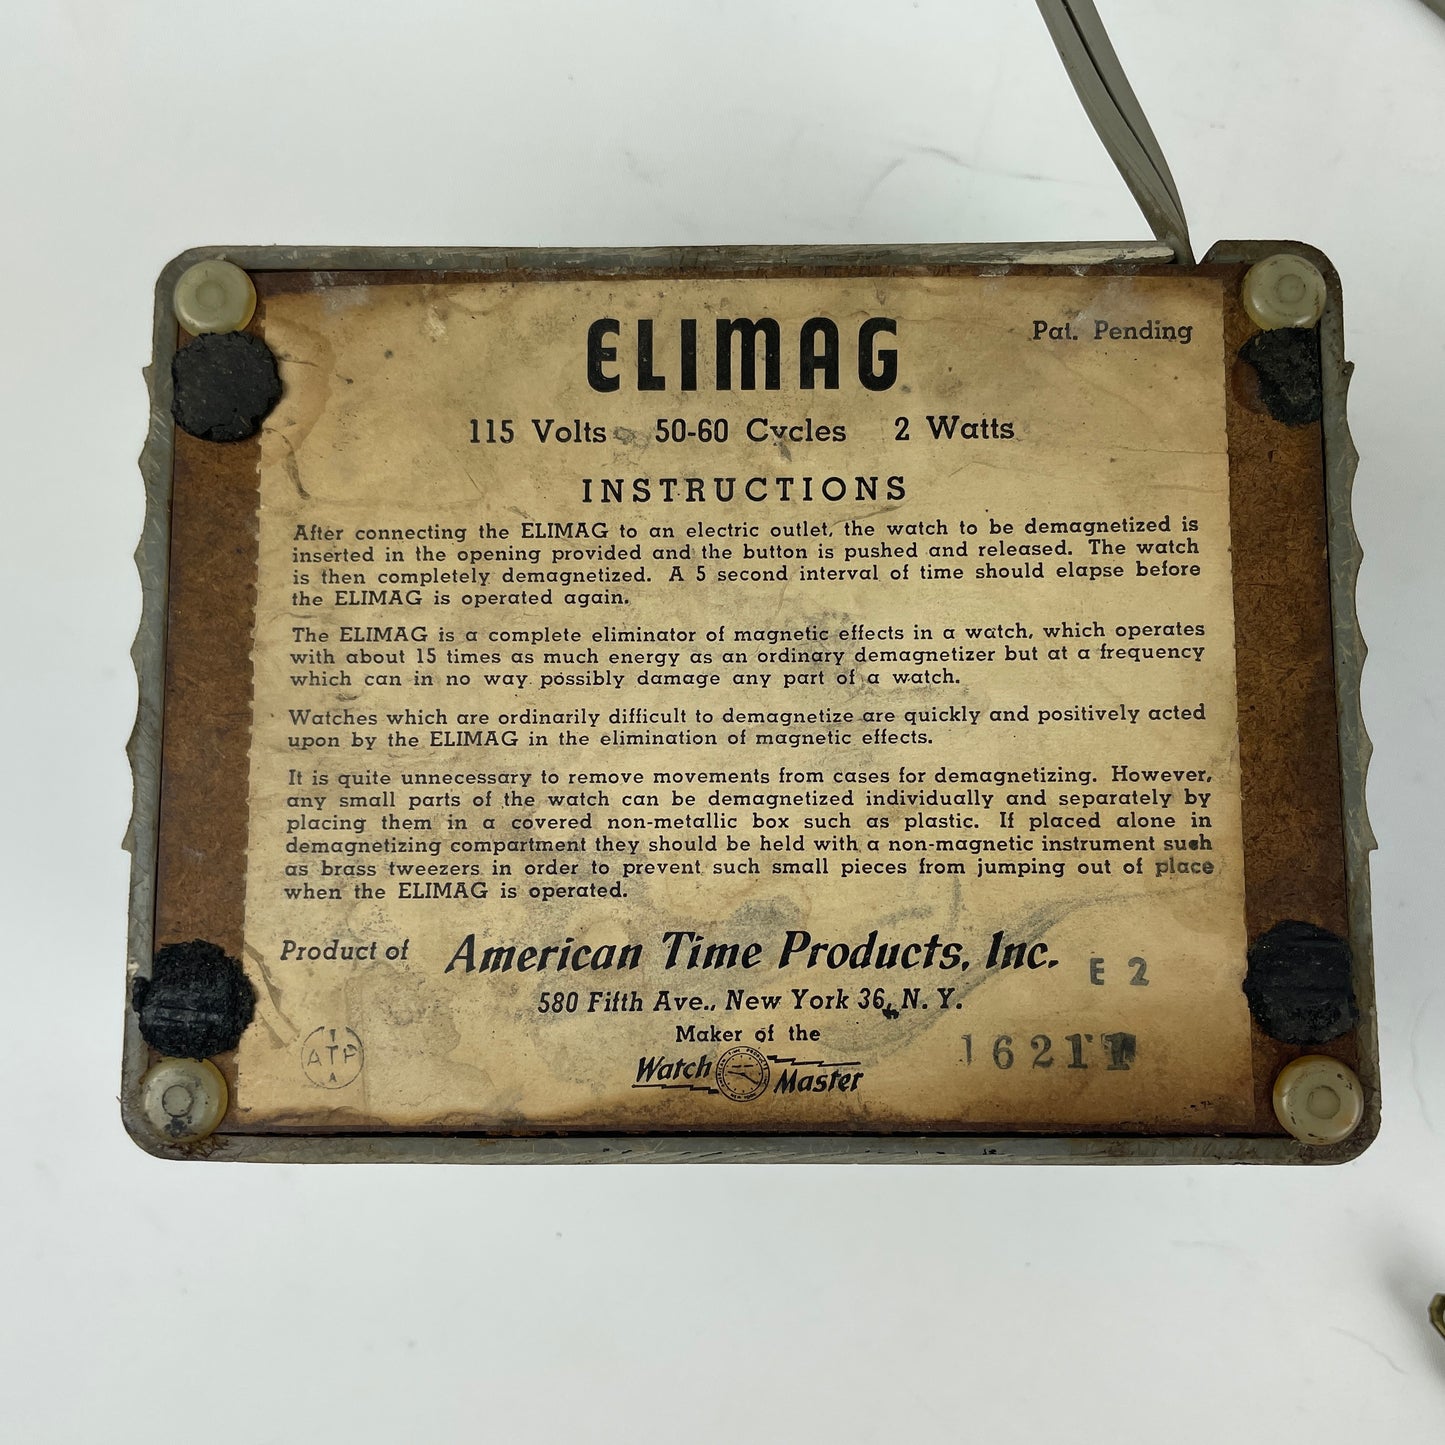 ELIMAG
Pat. Pending
115 Volts 50-60 Cycles 2 Watts
INSTRUCTIONS
After connecting the ELIMAG to an electric outlet, the watch to be demagnetized is
inserted in the opening provided and the button is pushed and released. The watch
is then completely demagnetized. A 5 second interval of time should elapse before
the ELIMAG is operated again.
The ELIMAG is a complete eliminator of magnetic effects in a watch, which operates
with about 15 times as much energy as an ordinary demagnetizer but at a frequency
which can in no way possibly damage any part of a watch.
Watches which are ordinarily difficult to demagnetize are quickly and positively acted
upon by the ELIMAG in the elimination of magnetic effects.
It is quite unnecessary to remove movements from cases for demagnetizing. However,
any small parts of the watch can be demagnetized individually and separately by
placing them in a covered non-metallic box such as plastic. If placed alone in
demagnetizing compartment they should be held with a non-magnetic instrument such
as brass tweezers in order to prevent such small pieces from jumping out of place
when the ELIMAG is operated.
Product of American Time Products, Inc.
E 2
580 Fifth Ave., New York 36, N. Y.
Maker of the
Watch Master
16211